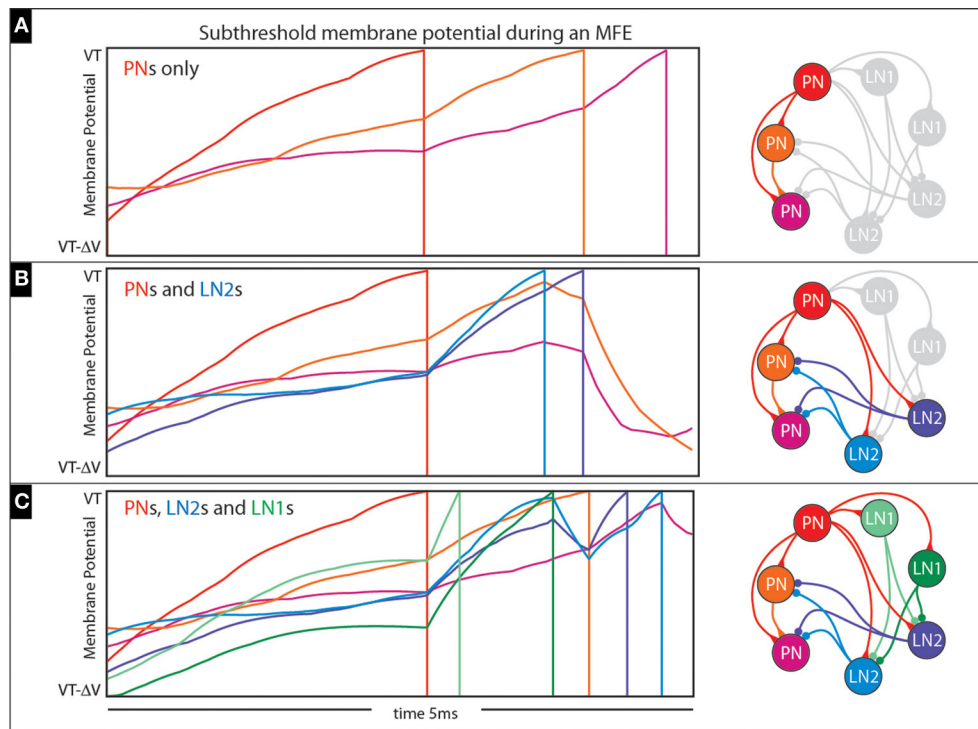 A
Subthreshold membrane potential during an MFE
VT
PNs only
Membrane Potential
VT-ΔV
PN
LN1
PN
LN1
PN
LN2
LN2
B
VT
PNs and LN2s
Membrane Potential
VT-ΔV
PN
LN1
PN
LN1
PN
LN2
LN2
C
VT
PNs, LN2s and LN1s
Membrane Potential
VT-ΔV
time 5ms
PN
LN1
LN1
PN
LN2
PN
LN2